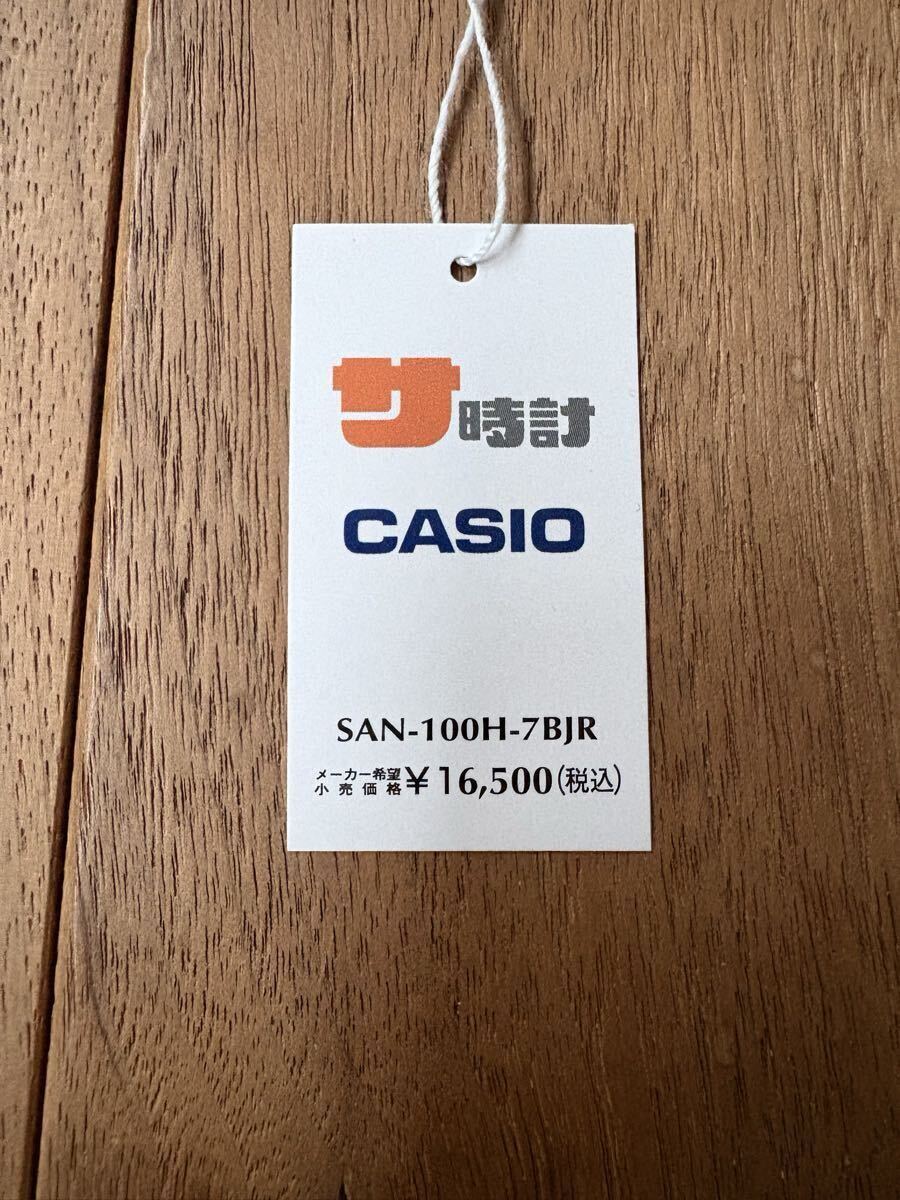 サ時計
CASIO
SAN-100H-7BJR
メーカー希望
小売価格 ¥16,500(税込)